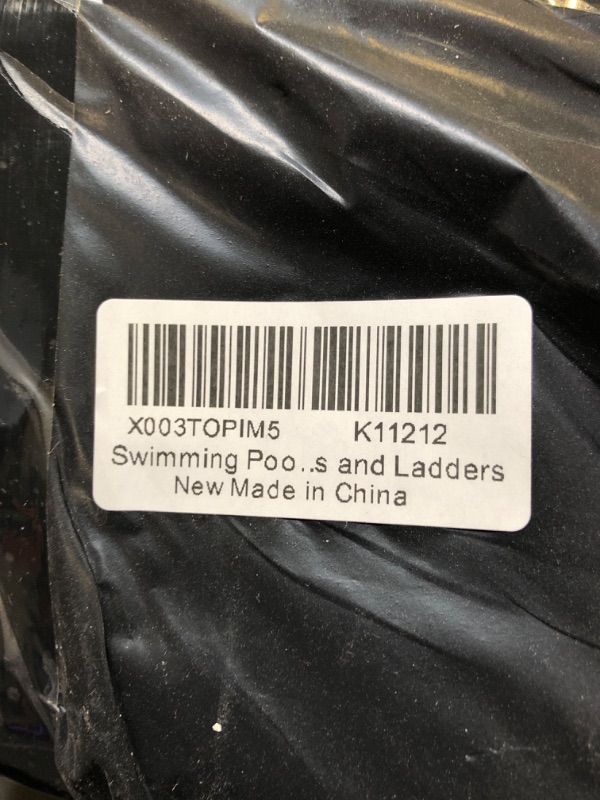 X003TOPIM5 K11212
Swimming Poo..s and Ladders
New Made in China